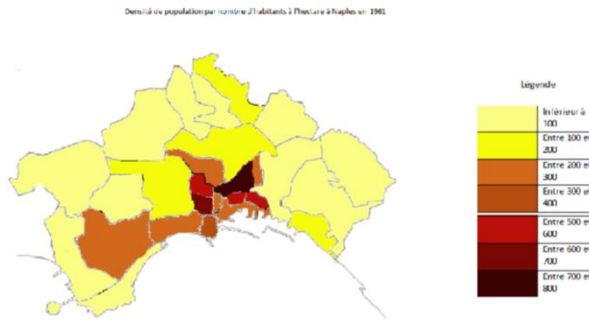 Densité de population par nombre d'habitants à l'hectare à Naples en 1981
Légende
Inférieur à
100
Entre 100 et
200
Entre 200 et
300
Entre 300 et
400
Entre 500 et
600
Entre 600 et
700
Entre 700 et
800